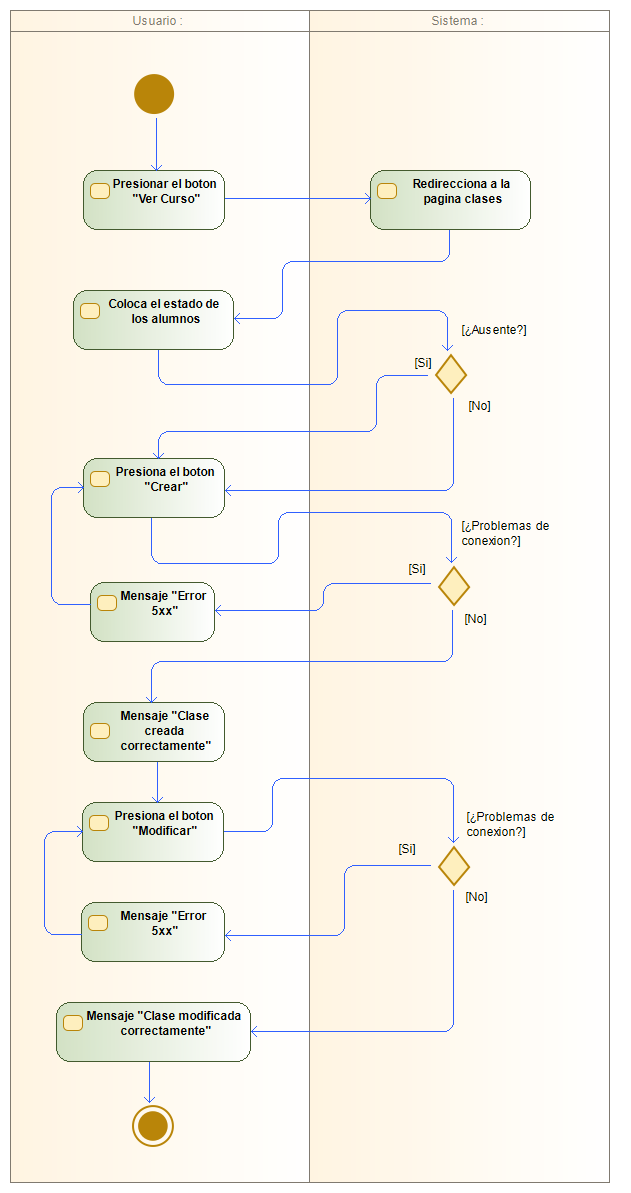 Usuario :
Sistema :
Presionar el boton
"Ver Curso"
Redirecciona a la
pagina clases
Coloca el estado de
los alumnos
[¿Ausente?]
[Si]
[No]
Presiona el boton
"Crear"
[¿Problemas de
conexion?]
[Si]
Mensaje "Error
5xx"
[No]
Mensaje "Clase
creada
correctamente"
Presiona el boton
"Modificar"
[¿Problemas de
conexion?]
[Si]
[No]
Mensaje "Error
5xx"
Mensaje "Clase modificada
correctamente"